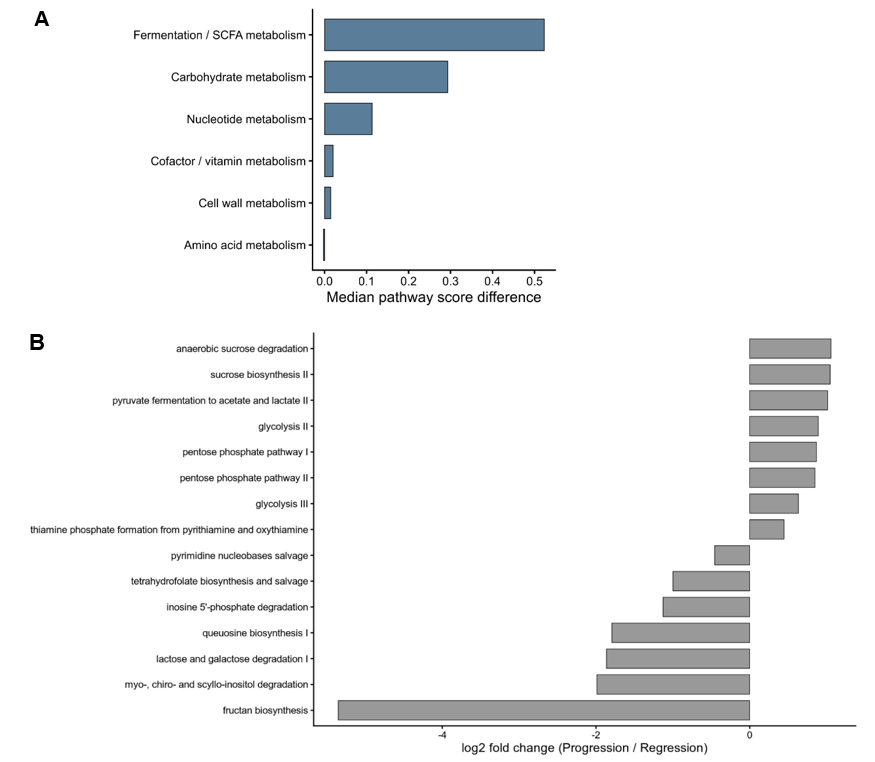 A
Fermentation / SCFA metabolism
Carbohydrate metabolism
Nucleotide metabolism
Cofactor / vitamin metabolism
Cell wall metabolism
Amino acid metabolism
0.0 0.1 0.2 0.3 0.4 0.5
Median pathway score difference
B
anaerobic sucrose degradation
sucrose biosynthesis II
pyruvate fermentation to acetate and lactate II
glycolysis II
pentose phosphate pathway I
pentose phosphate pathway II
glycolysis III
thiamine phosphate formation from pyrithiamine and oxythiamine
pyrimidine nucleobases salvage
tetrahydrofolate biosynthesis and salvage
inosine 5'-phosphate degradation
queuosine biosynthesis I
lactose and galactose degradation I
myo-, chiro- and scyllo-inositol degradation
fructan biosynthesis
-4 -2 0
log2 fold change (Progression / Regression)